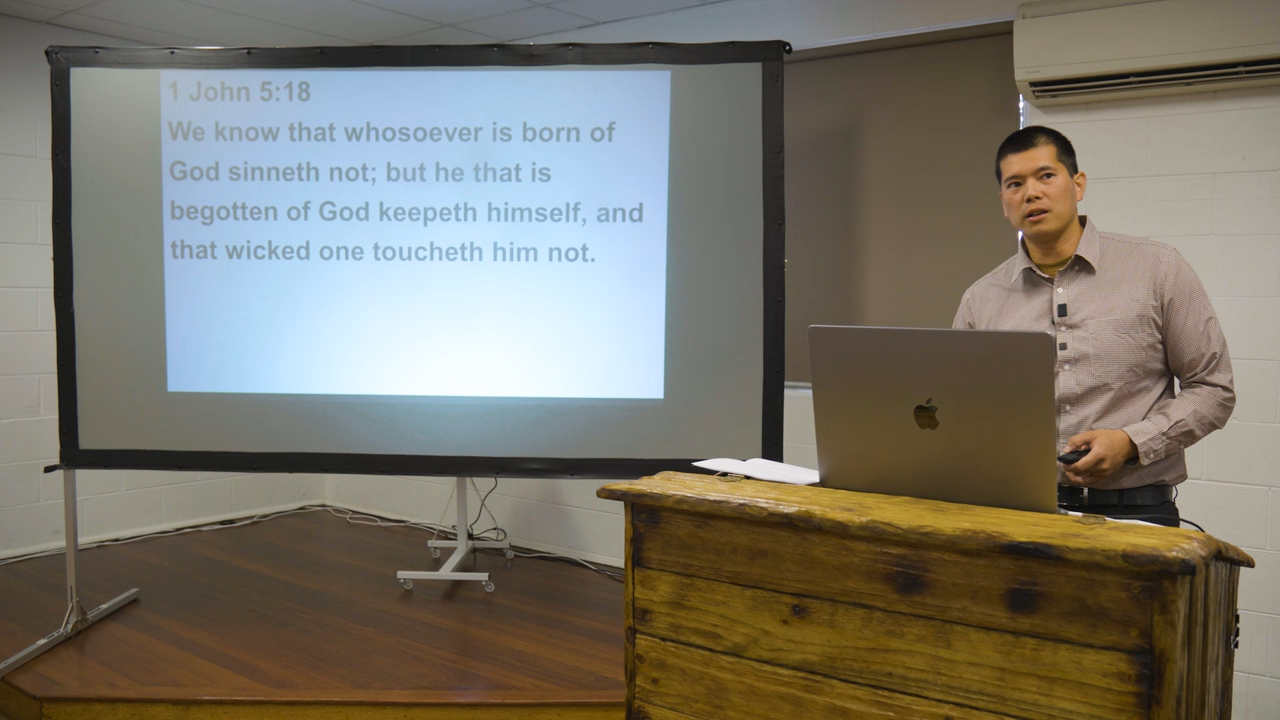 1 John 5:18
We know that whosoever is born of
God sinneth not; but he that is
begotten of God keepeth himself, and
that wicked one toucheth him not.